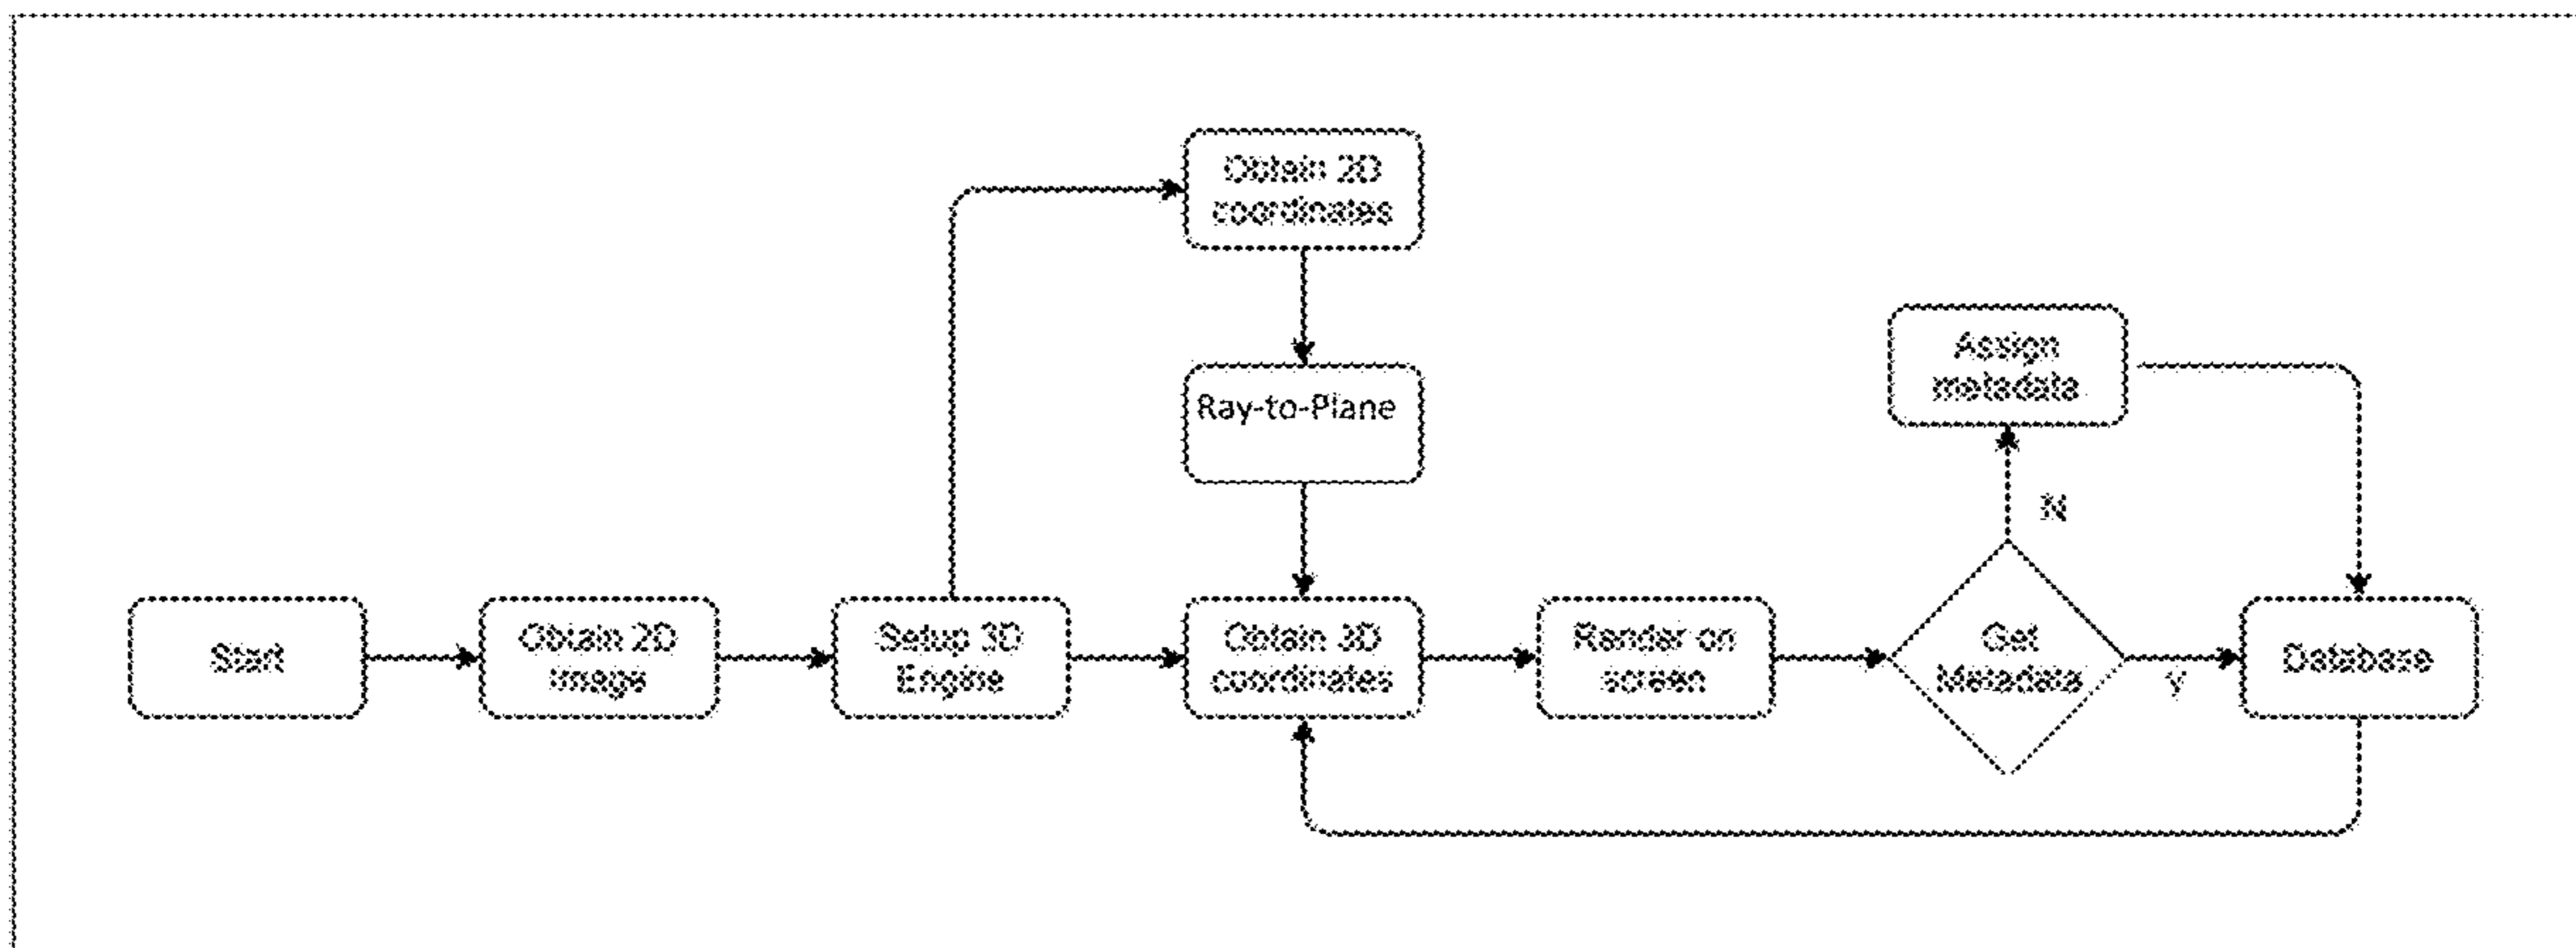 Obtain 2D
coordinates
Ray-to-Plane
Assign
metadata
N
Start
Obtain 2D
image
Setup 3D
Engine
Obtain 3D
coordinates
Render on
screen
Get
Metadata
Y
Database